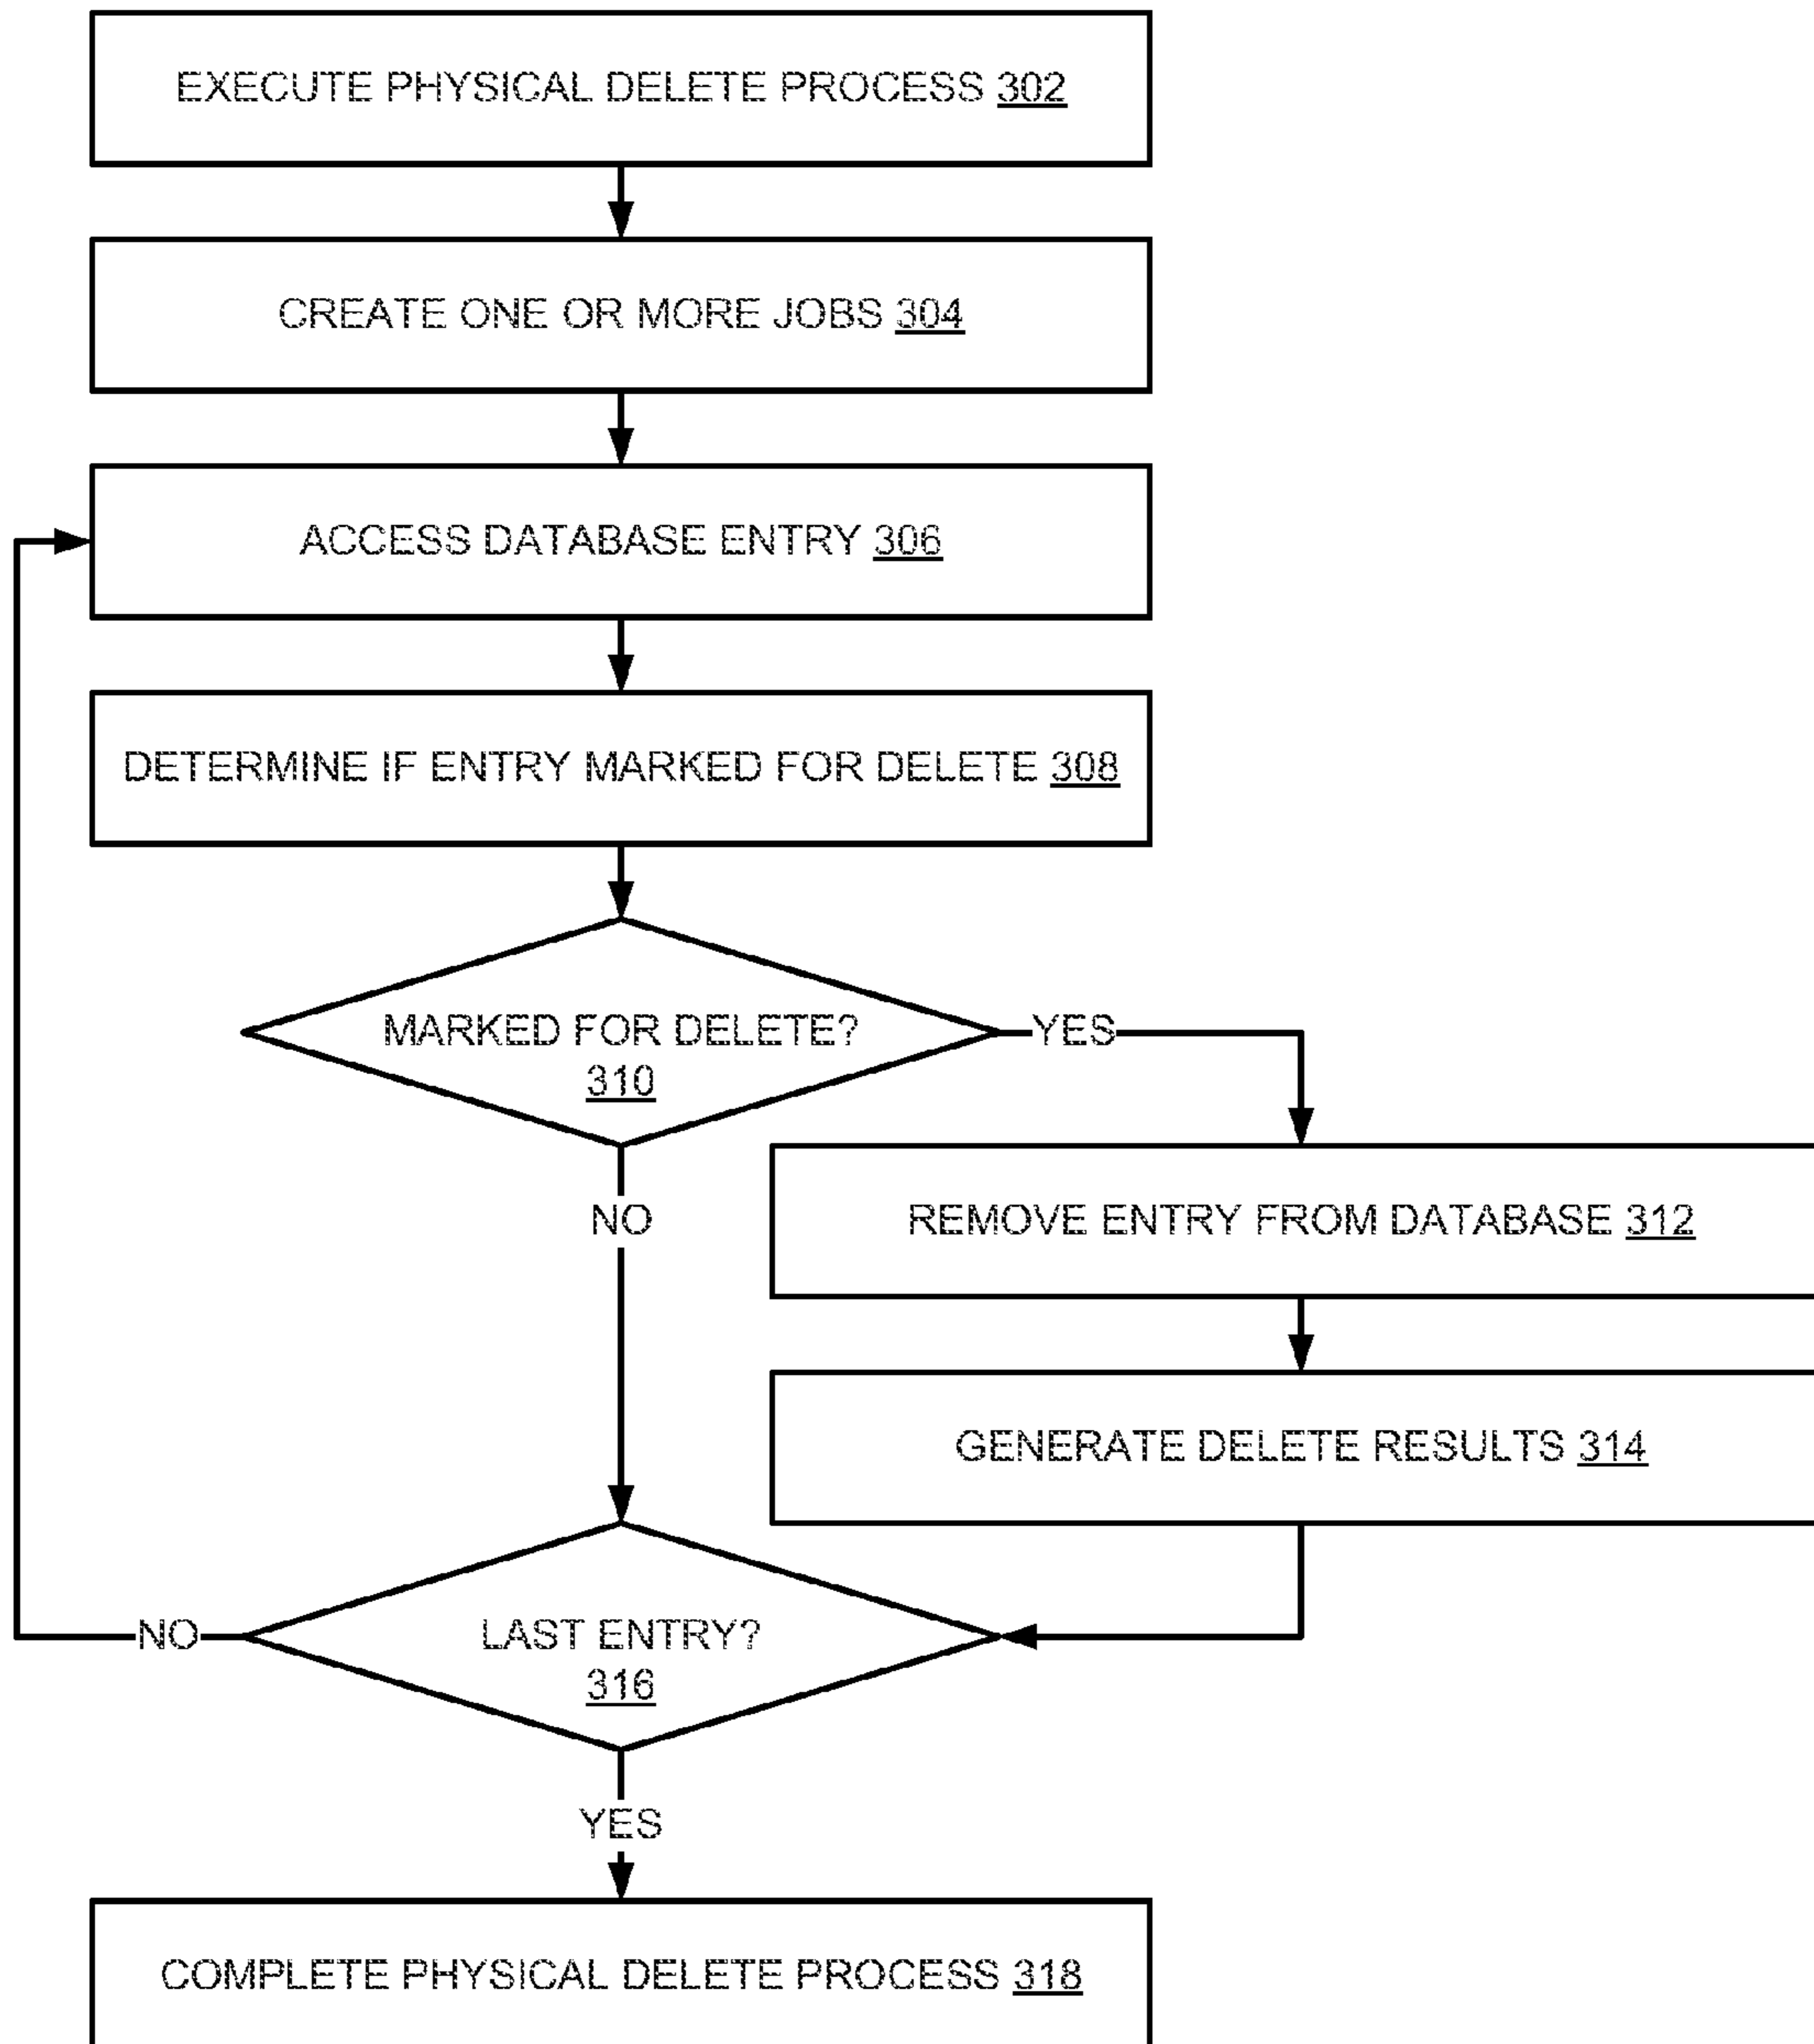 EXECUTE PHYSICAL DELETE PROCESS 302
CREATE ONE OR MORE JOBS 304
ACCESS DATABASE ENTRY 306
DETERMINE IF ENTRY MARKED FOR DELETE 308
MARKED FOR DELETE?
310
YES
NO
REMOVE ENTRY FROM DATABASE 312
GENERATE DELETE RESULTS 314
LAST ENTRY?
316
NO
YES
COMPLETE PHYSICAL DELETE PROCESS 318